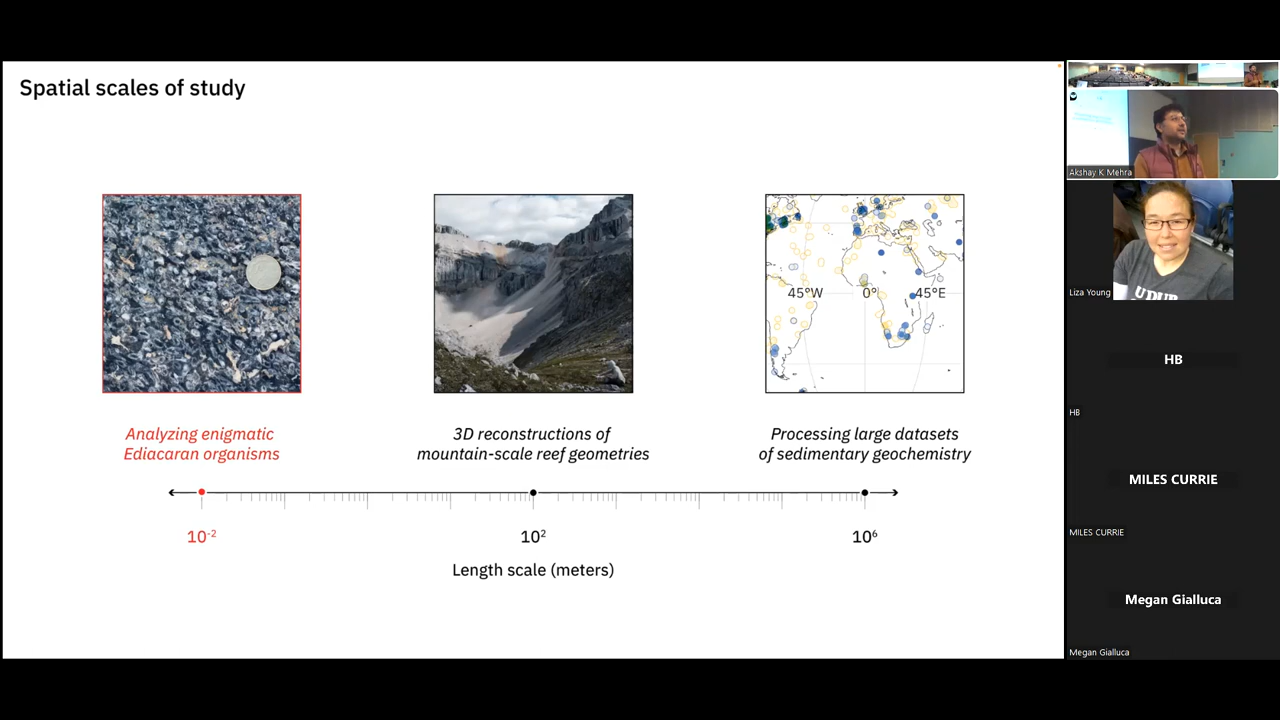 Spatial scales of study
45°W
0°
45°E
Analyzing enigmatic
Ediacaran organisms
3D reconstructions of
mountain-scale reef geometries
Processing large datasets
of sedimentary geochemistry
10⁻²
10²
10⁶
Length scale (meters)
Akshay K Mehra
Liza Young
HB
HB
MILES CURRIE
MILES CURRIE
Megan Gialluca
Megan Gialluca